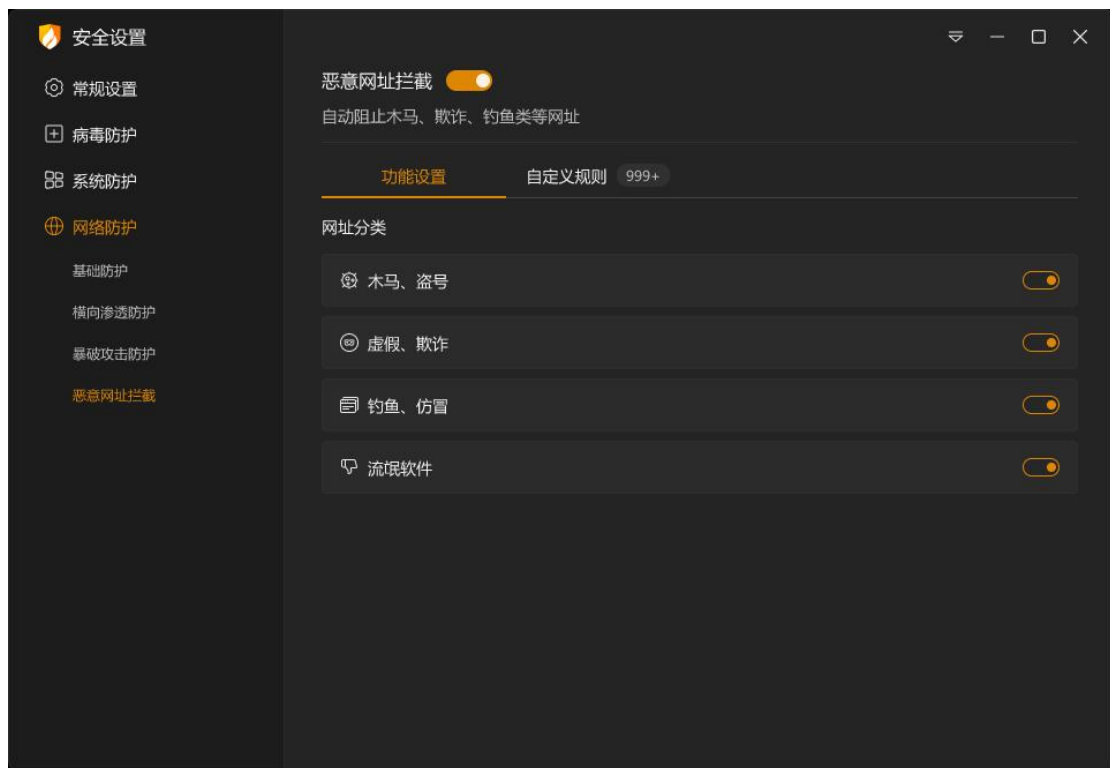 安全设置
常规设置
病毒防护
系统防护
网络防护
基础防护
横向渗透防护
暴破攻击防护
恶意网址拦截
恶意网址拦截
自动阻止木马、欺诈、钓鱼类等网址
功能设置 自定义规则 999+
网址分类
木马、盗号
虚假、欺诈
钓鱼、仿冒
流氓软件